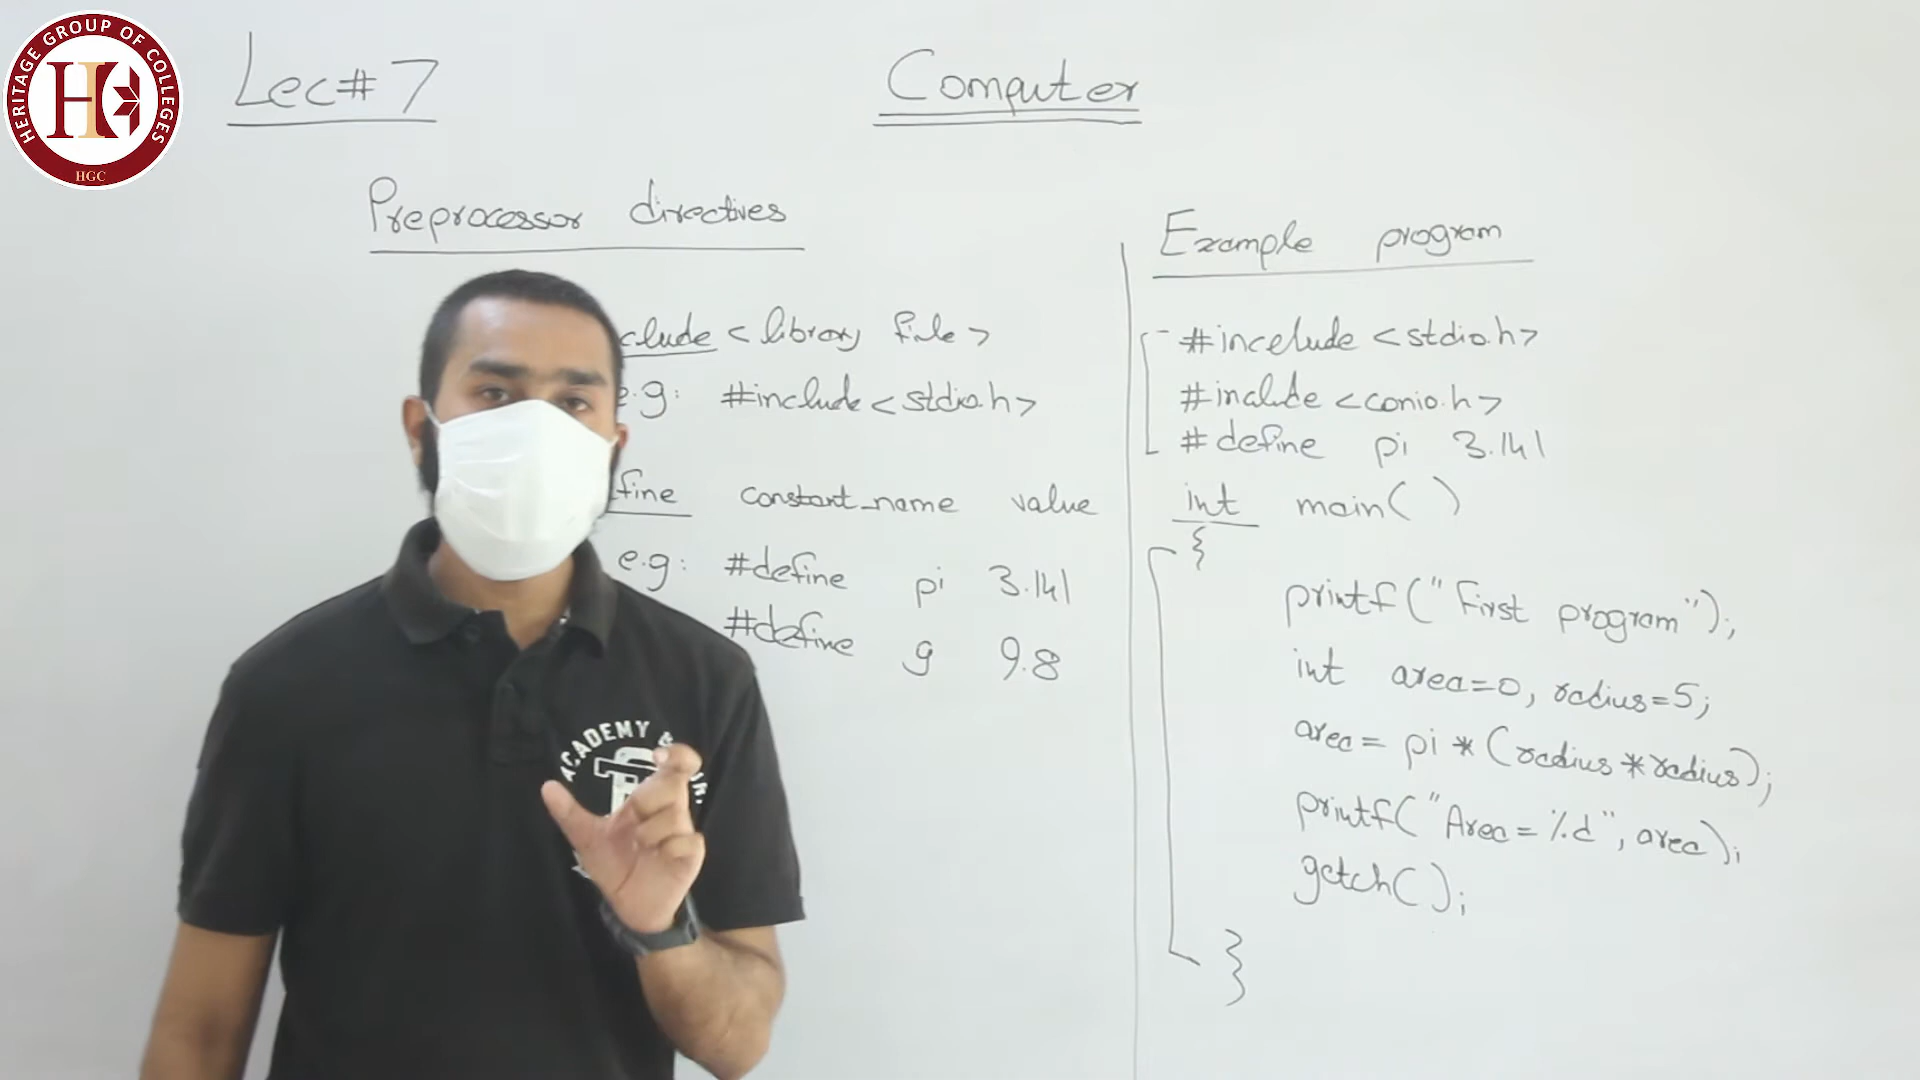 HERITAGE GROUP OF COLLEGES
HGC
Lec# 7
Computer
Preprocessor directives
clude <library file>
e.g: #include<stdio.h>
fine constant_name value
e.g: #define pi 3.141
#define g 9.8
Example program
#incelude <stdio.h>
#include <conio.h>
#define pi 3.141
int main( )
{
printf("First program");
int area=0, radius=5;
area= pi * (radius*radius);
printf("Area = %d", area);
getch();
}
ACADEMY